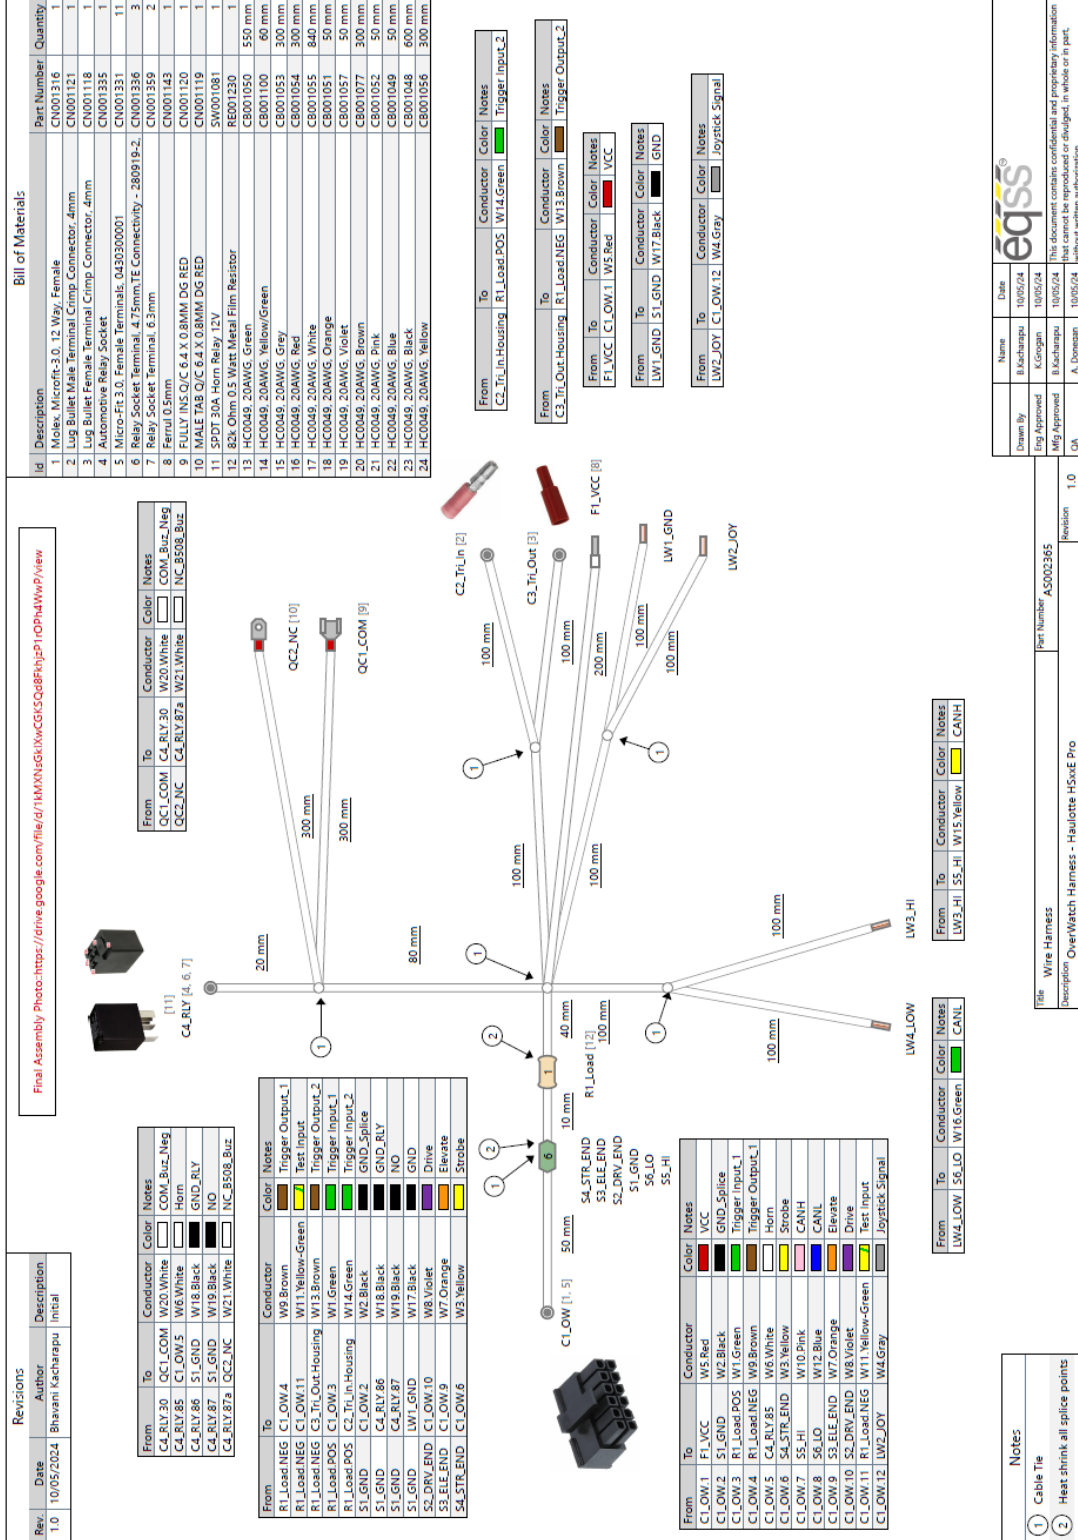 Revisions
Rev. Date Author Description
1.0 10/05/2024 Bhavani Kacharapu Initial
Final Assembly Photo:-https://drive.google.com/file/d/1kMXNsGkIXwCGKSQd8FkhjzP1rOPh4WwP/view
Bill of Materials
Id Description Part Number Quantity
1 Molex, Microfit-3.0, 12 Way, Female CN001316 1
2 Lug Bullet Male Terminal Crimp Connector, 4mm CN001121 1
3 Lug Bullet Female Terminal Crimp Connector, 4mm CN001118 1
4 Automotive Relay Socket CN001335 1
5 Micro-Fit 3.0, Female Terminals, 0430300001 CN001331 11
6 Relay Socket Terminal, 4.75mm,TE Connectivity - 280919-2, CN001336 3
7 Relay Socket Terminal, 6.3mm CN001359 2
8 Ferrul 0.5mm CN001143 1
9 FULLY INS.Q/C 6.4 X 0.8MM DG RED CN001120 1
10 MALE TAB Q/C 6.4 X 0.8MM DG RED CN001119 1
11 SPDT 30A Horn Relay 12V SW001081 1
12 82k Ohm 0.5 Watt Metal Film Resistor RE001230
13 HC0049, 20AWG, Green CB001050 550 mm
14 HC0049, 20AWG, Yellow/Green CB001100 60 mm
15 HC0049, 20AWG, Grey CB001053 300 mm
16 HC0049, 20AWG, Red CB001054 300 mm
17 HC0049, 20AWG, White CB001055 840 mm
18 HC0049, 20AWG, Orange CB001051 50 mm
19 HC0049, 20AWG, Violet CB001057 50 mm
20 HC0049, 20AWG, Brown CB001077 300 mm
21 HC0049, 20AWG, Pink CB001052 50 mm
22 HC0049, 20AWG, Blue CB001049 50 mm
23 HC0049, 20AWG, Black CB001048 600 mm
24 HC0049, 20AWG, Yellow CB001056 300 mm
From To Conductor Color Notes
C4_RLY.30 QC1_COM W20.White COM_Buz_Neg
C4_RLY.85 C1_OW.5 W6.White Horn
C4_RLY.86 S1_GND W18.Black GND_RLY
C4_RLY.87 S1_GND W19.Black NO
C4_RLY.87a QC2_NC W21.White NC_B508_Buz
[11]
C4_RLY [4, 6, 7]
From To Conductor Color Notes
QC1_COM C4_RLY.30 W20.White COM_Buz_Neg
QC2_NC C4_RLY.87a W21.White NC_B508_Buz
20 mm
300 mm
300 mm
QC2_NC [10]
QC1_COM [9]
1
80 mm
From To Conductor Color Notes
R1_Load.NEG C1_OW.4 W9.Brown Trigger Output_1
R1_Load.NEG C1_OW.11 W11.Yellow-Green Test Input
R1_Load.NEG C3_Tri_Out.Housing W13.Brown Trigger Output_2
R1_Load.POS C1_OW.3 W1.Green Trigger Input_1
R1_Load.POS C2_Tri_In.Housing W14.Green Trigger Input_2
S1_GND C1_OW.2 W2.Black GND_Splice
S1_GND C4_RLY.86 W18.Black GND_RLY
S1_GND C4_RLY.87 W19.Black NO
S1_GND LW1_GND W17.Black GND
S2_DRV_END C1_OW.10 W8.Violet Drive
S3_ELE_END C1_OW.9 W7.Orange Elevate
S4_STR_END C1_OW.6 W3.Yellow Strobe
From To Conductor Color Notes
C2_Tri_In.Housing R1_Load.POS W14.Green Trigger Input_2
From To Conductor Color Notes
C3_Tri_Out.Housing R1_Load.NEG W13.Brown Trigger Output_2
From To Conductor Color Notes
F1_VCC C1_OW.1 W5.Red VCC
From To Conductor Color Notes
LW1_GND S1_GND W17.Black GND
From To Conductor Color Notes
LW2_JOY C1_OW.12 W4.Gray Joystick Signal
C2_Tri_In [2]
C3_Tri_Out [3]
F1_VCC [8]
LW1_GND
LW2_JOY
100 mm
100 mm
200 mm
100 mm
100 mm
1
1
100 mm
100 mm
1
2
1
2
6
1
C1_OW [1, 5]
50 mm
10 mm
40 mm
100 mm
R1_Load [12]
S4_STR_END
S3_ELE_END
S2_DRV_END
S1_GND
S6_LO
S5_HI
1
100 mm
100 mm
LW3_HI
LW4_LOW
From To Conductor Color Notes
C1_OW.1 F1_VCC W5.Red VCC
C1_OW.2 S1_GND W2.Black GND_Splice
C1_OW.3 R1_Load.POS W1.Green Trigger Input_1
C1_OW.4 R1_Load.NEG W9.Brown Trigger Output_1
C1_OW.5 C4_RLY.85 W6.White Horn
C1_OW.6 S4_STR_END W3.Yellow Strobe
C1_OW.7 S5_HI W10.Pink CANH
C1_OW.8 S6_LO W12.Blue CANL
C1_OW.9 S3_ELE_END W7.Orange Elevate
C1_OW.10 S2_DRV_END W8.Violet Drive
C1_OW.11 R1_Load.NEG W11.Yellow-Green Test Input
C1_OW.12 LW2_JOY W4.Gray Joystick Signal
From To Conductor Color Notes
LW4_LOW S6_LO W16.Green CANL
From To Conductor Color Notes
LW3_HI S5_HI W15.Yellow CANH
Notes
1 Cable Tie
2 Heat shrink all splice points
Title Wire Harness
Part Number AS002365
Description OverWatch Harness - Haulotte HSxxE Pro
Revision 1.0
Name Date
Drawn By B.Kacharapu 10/05/24
Eng Approved K.Grogan 10/05/24
Mfg Approved B.Kacharapu 10/05/24
QA A. Donegan 10/05/24
eqss
This document contains confidential and proprietary information
that cannot be reproduced or divulged, in whole or in part,
without written authorization